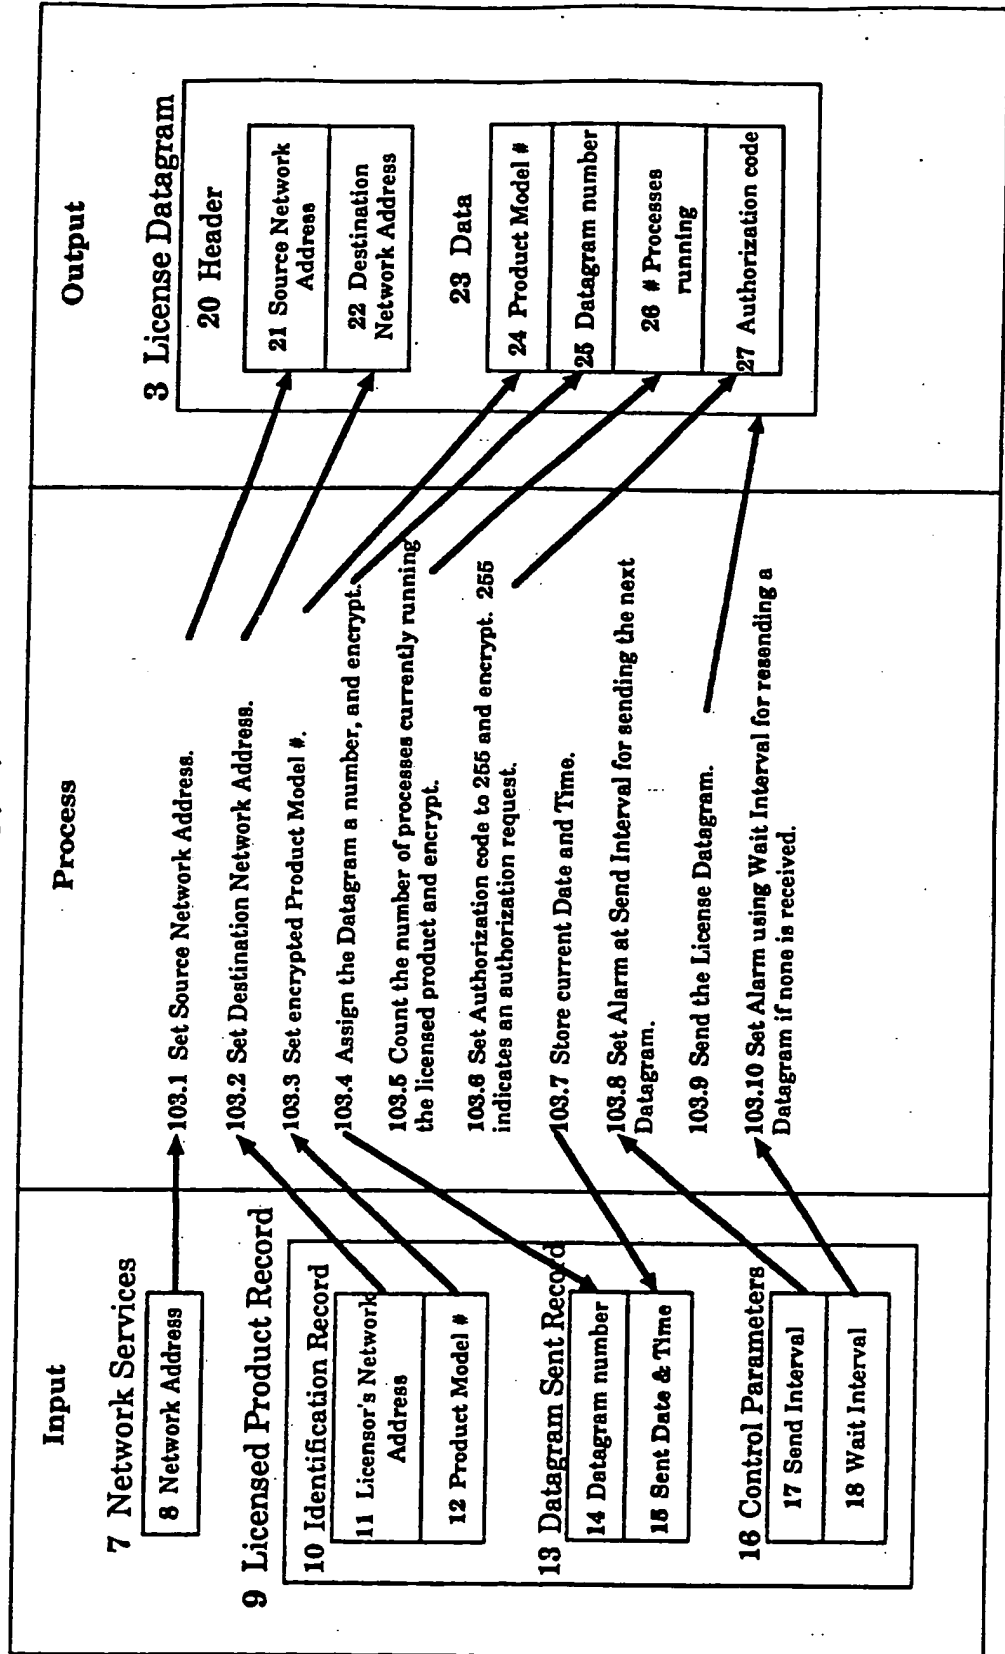 Input
7 Network Services
8 Network Address
9 Licensed Product Record
10 Identification Record
11 Licensor's Network
Address
12 Product Model #
13 Datagram Sent Record
14 Datagram number
15 Sent Date & Time
16 Control Parameters
17 Send Interval
18 Wait Interval
Process
103.1 Set Source Network Address.
103.2 Set Destination Network Address.
103.3 Set encrypted Product Model #.
103.4 Assign the Datagram a number, and encrypt.
103.5 Count the number of processes currently running
the licensed product and encrypt.
103.6 Set Authorization code to 255 and encrypt. 255
indicates an authorization request.
103.7 Store current Date and Time.
103.8 Set Alarm at Send Interval for sending the next
Datagram.
103.9 Send the License Datagram.
103.10 Set Alarm using Wait Interval for resending a
Datagram if none is received.
Output
3 License Datagram
20 Header
21 Source Network
Address
22 Destination
Network Address
23 Data
24 Product Model #
25 Datagram number
26 # Processes
running
27 Authorization code